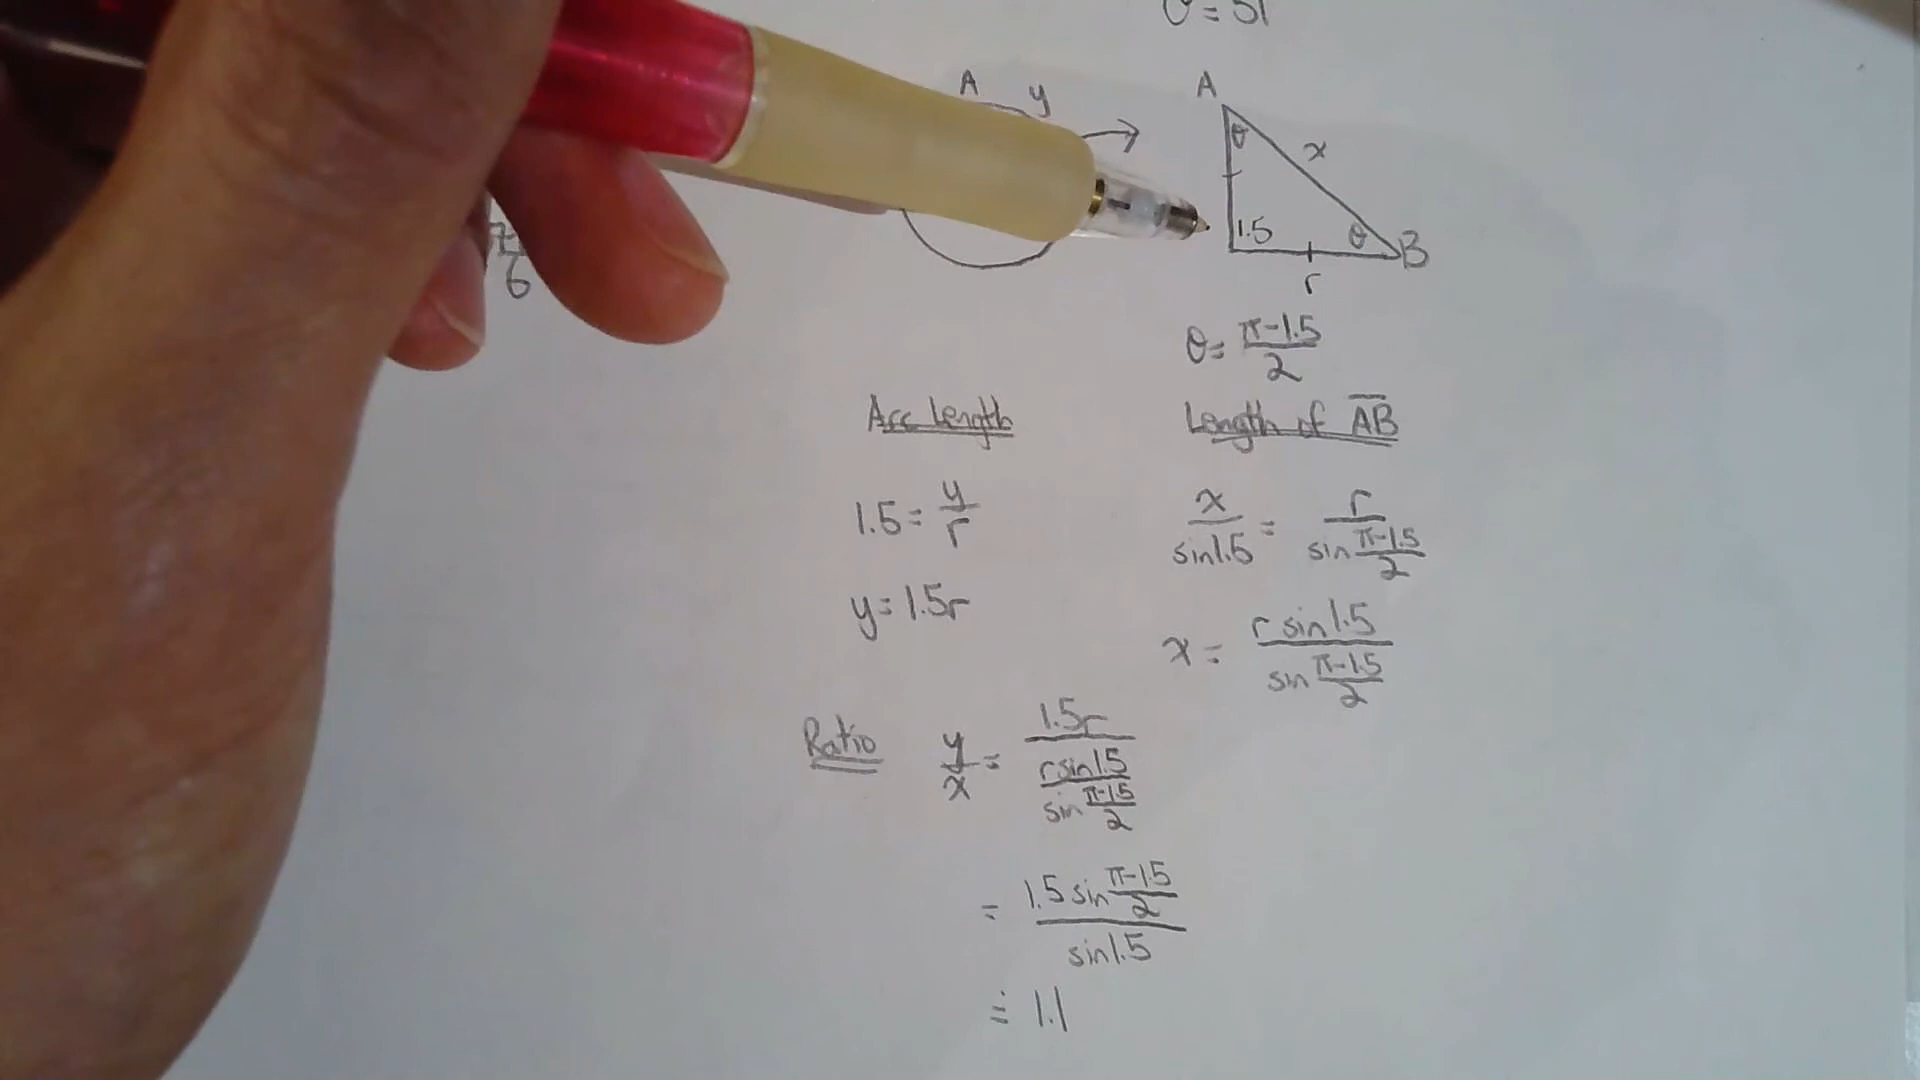 θ = 51
A y
A
θ x
1.5 θ B
r
6
θ = (π-1.5)/2
Arc Length
Length of A̅B̅
1.5 = y/r
x/sin1.5 = r/(sin (π-1.5)/2)
y = 1.5r
x = (r sin1.5)/(sin (π-1.5)/2)
Ratio y/x = 1.5r/((r sin1.5)/(sin (π-1.5)/2))
= (1.5 sin (π-1.5)/2)/(sin1.5)
≐ 1.1